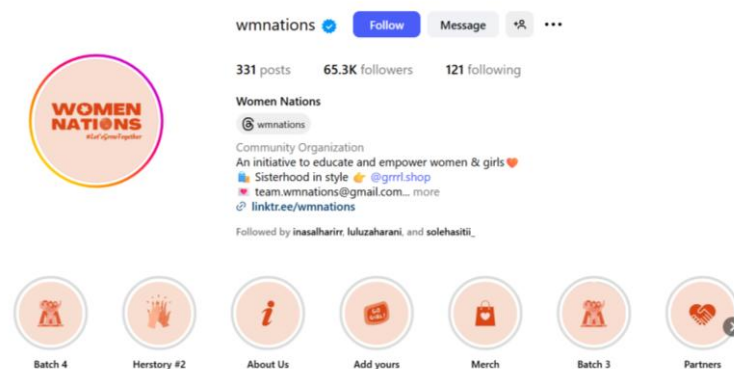 wmnations
Follow
Message
331 posts
65.3K followers
121 following
WOMEN
NATIONS
#Let'sGrowTogether
Women Nations
wmnations
Community Organization
An initiative to educate and empower women & girls
Sisterhood in style 👉 @grrrl.shop
team.wmnations@gmail.com... more
linktr.ee/wmnations
Followed by inasalharirr, luluzaharani, and solehasitii_
GO
GIRLS!
Batch 4
Herstory #2
About Us
Add yours
Merch
Batch 3
Partners